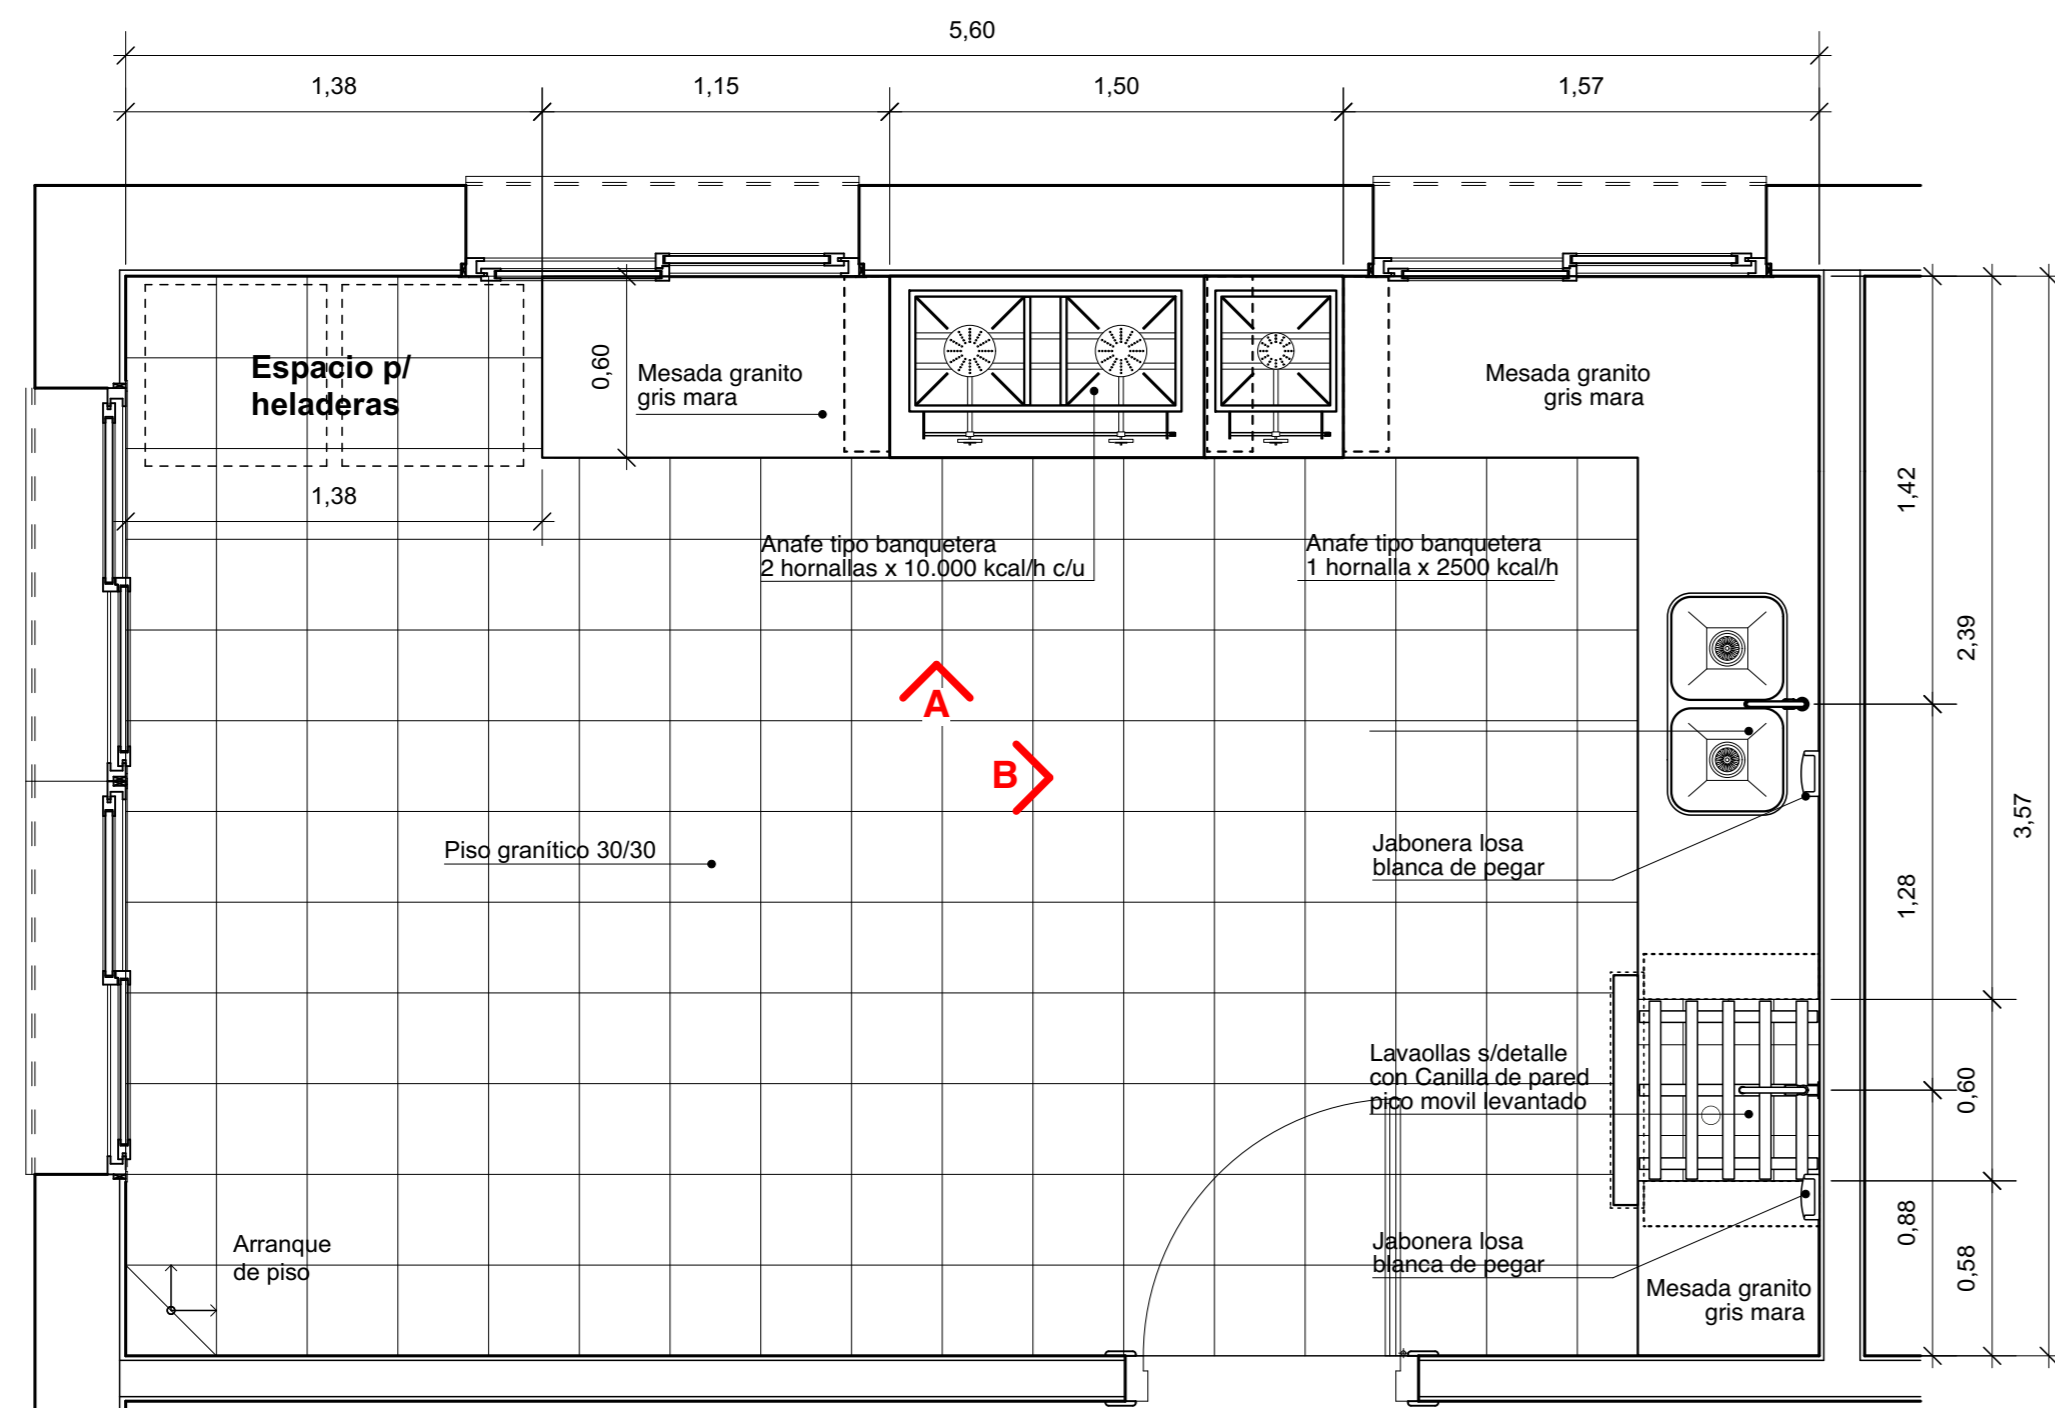 5,60
1,38
1,15
1,50
1,57
Espacio p/
heladeras
0,60
Mesada granito
gris mara
Mesada granito
gris mara
1,38
1,42
Anafe tipo banquetera
2 hornallas x 10.000 kcal/h c/u
Anafe tipo banquetera
1 hornalla x 2500 kcal/h
2,39
A
B
3,57
Piso granítico 30/30
Jabonera losa
blanca de pegar
1,28
Lavaollas s/detalle
con Canilla de pared
pico movil levantado
0,60
Arranque
de piso
Jabonera losa
blanca de pegar
0,88
0,58
Mesada granito
gris mara